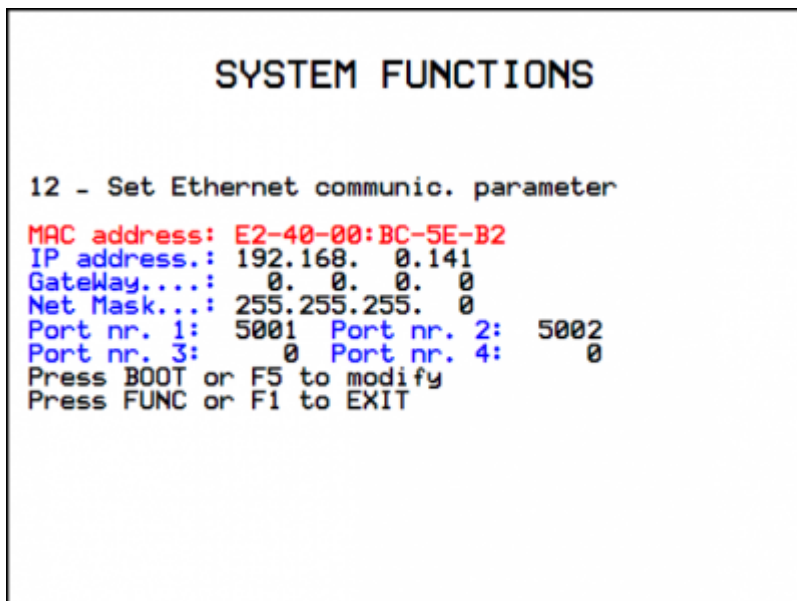 SYSTEM FUNCTIONS
12 - Set Ethernet communic. parameter
MAC address: E2-40-00:BC-5E-B2
IP address.: 192.168.  0.141
GateWay....:   0.  0.  0.  0
Net Mask...: 255.255.255.  0
Port nr. 1:  5001  Port nr. 2:  5002
Port nr. 3:     0  Port nr. 4:     0
Press BOOT or F5 to modify
Press FUNC or F1 to EXIT